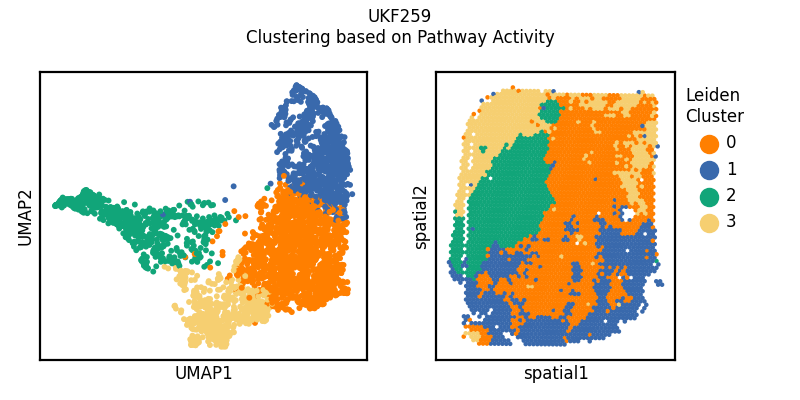 UKF259
Clustering based on Pathway Activity
UMAP2
UMAP1
spatial2
spatial1
Leiden
Cluster
0
1
2
3